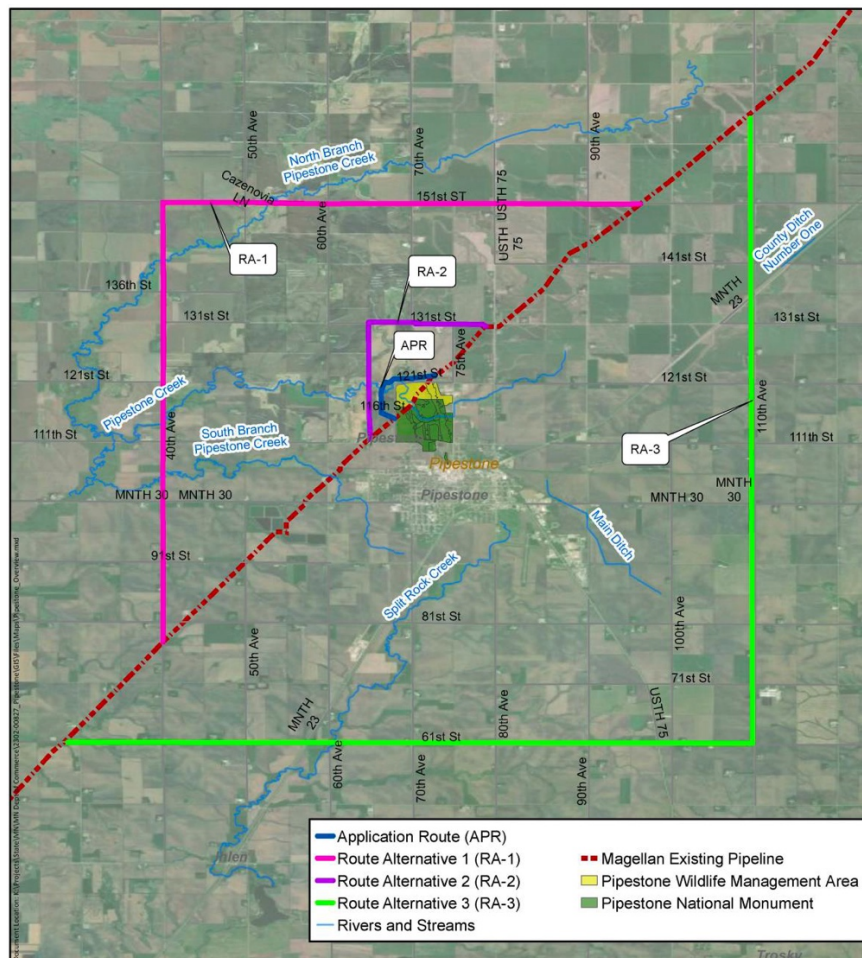 50th Ave
North Branch
Pipestone Creek
70th Ave
90th Ave
Cazenovia
LN
151st ST
60th Ave
USTH 75
USTH
75
RA-1
RA-2
141st St
County Ditch
Number One
136th St
MNTH
23
131st St
131st St
131st St
APR
75th Ave
121st St
121st St
121st St
116th St
Pipestone Creek
110th Ave
40th Ave
South Branch
Pipestone Creek
111th St
111th St
RA-3
Pipestone
Pipestone
MNTH 30
MNTH 30
MNTH 30
MNTH
30
Main Ditch
91st St
Split Rock Creek
81st St
100th Ave
50th Ave
71st St
80th Ave
MNTH
23
USTH 75
61st St
60th Ave
70th Ave
90th Ave
Application Route (APR)
Route Alternative 1 (RA-1)
Route Alternative 2 (RA-2)
Route Alternative 3 (RA-3)
Rivers and Streams
Magellan Existing Pipeline
Pipestone Wildlife Management Area
Pipestone National Monument
Trosky